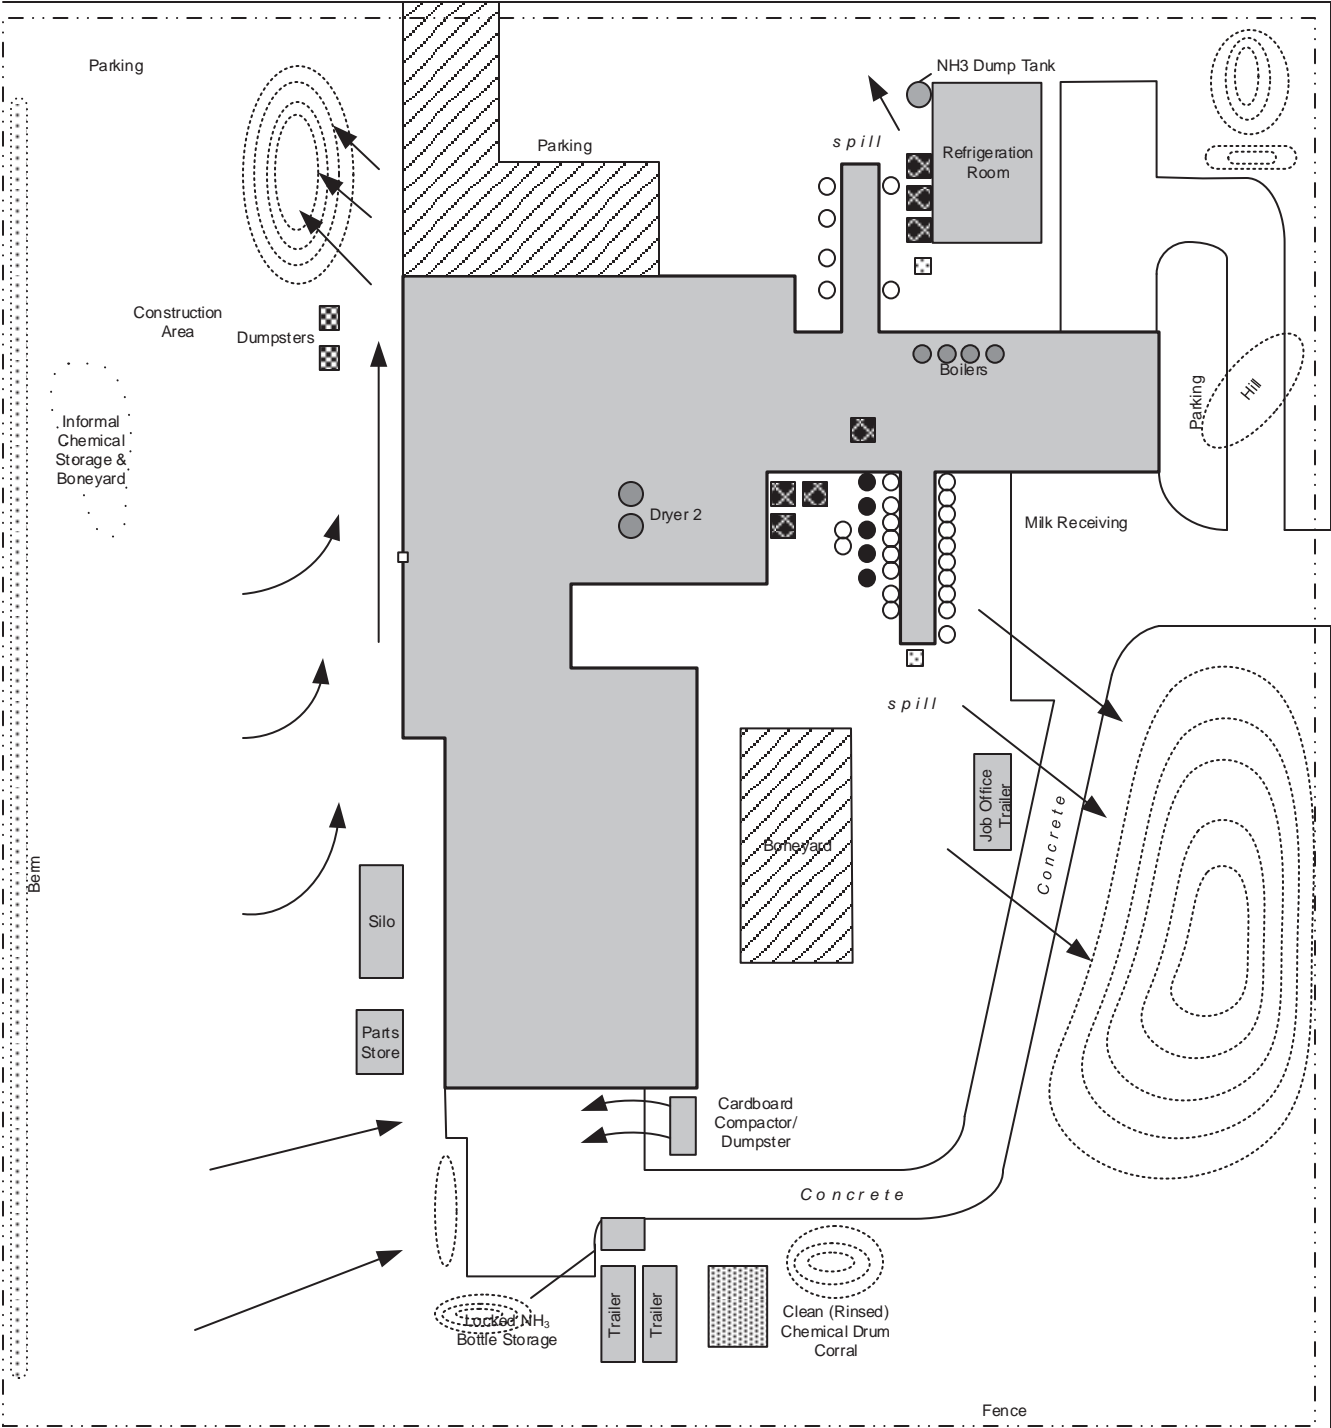 Parking
NH3 Dump Tank
Parking
spill
Refrigeration
Room
Construction
Area
Dumpsters
Boilers
Parking
Hill
Informal
Chemical
Storage &
Boneyard
Dryer 2
Milk Receiving
spill
Job Office
Trailer
Concrete
Boneyard
Berm
Silo
Parts
Store
Cardboard
Compactor/
Dumpster
Concrete
Locked NH₃
Bottle Storage
Trailer
Trailer
Clean (Rinsed)
Chemical Drum
Corral
Fence